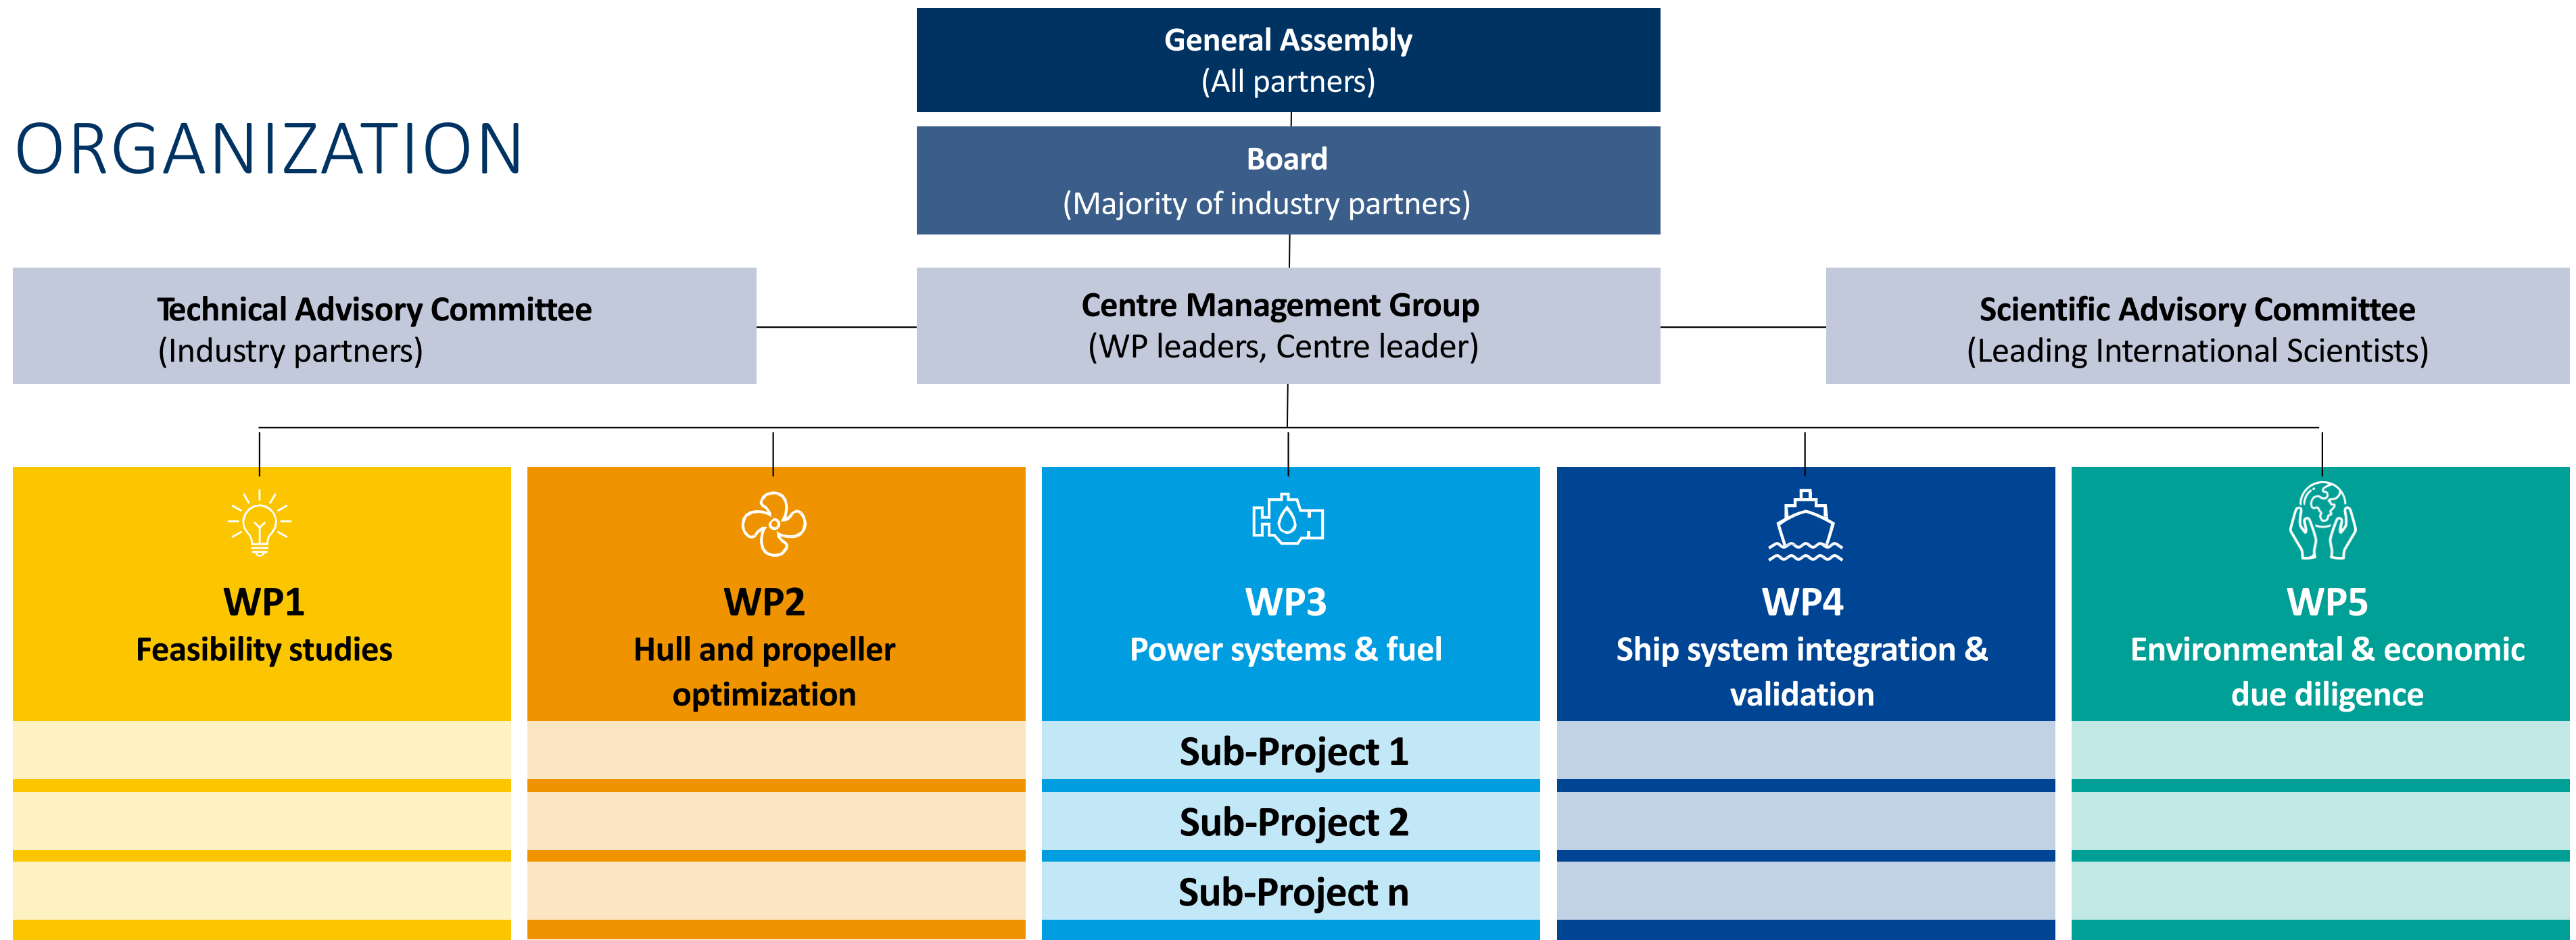 General Assembly
(All partners)
ORGANIZATION
Board
(Majority of industry partners)
Technical Advisory Committee
(Industry partners)
Centre Management Group
(WP leaders, Centre leader)
Scientific Advisory Committee
(Leading International Scientists)
WP1
Feasibility studies
WP2
Hull and propeller
optimization
WP3
Power systems & fuel
WP4
Ship system integration &
validation
WP5
Environmental & economic
due diligence
Sub-Project 1
Sub-Project 2
Sub-Project n